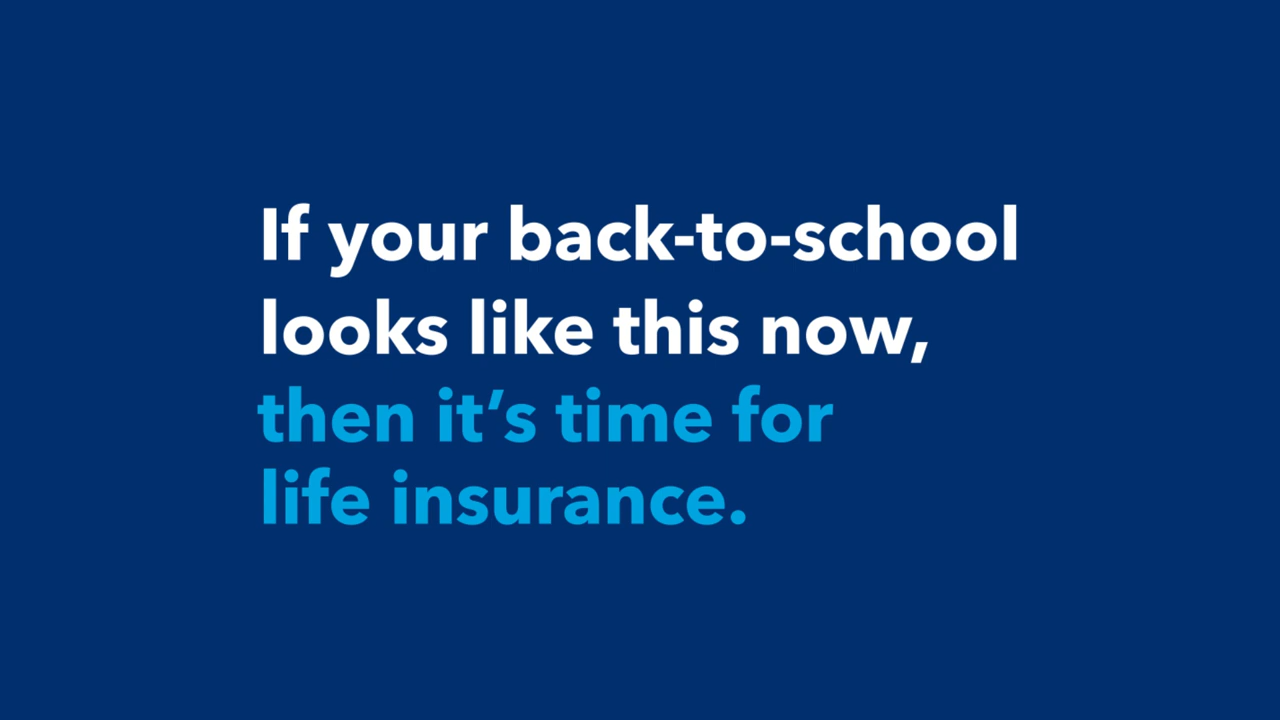 If your back-to-school
looks like this now,
then it’s time for
life insurance.